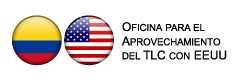 OFICINA PARA EL
APROVECHAMIENTO
DEL TLC CON EEUU